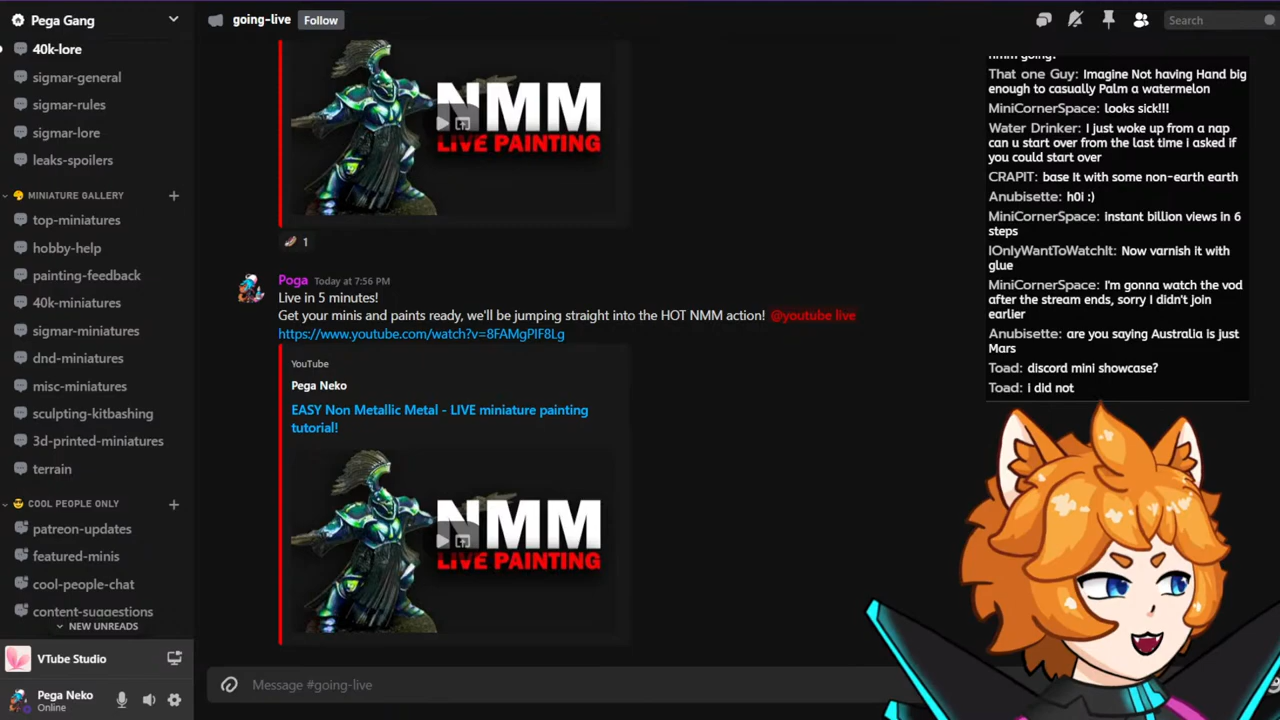 Pega Gang
going-live
Follow
Search
40k-lore
sigmar-general
sigmar-rules
sigmar-lore
leaks-spoilers
MINIATURE GALLERY
top-miniatures
hobby-help
painting-feedback
40k-miniatures
sigmar-miniatures
dnd-miniatures
misc-miniatures
sculpting-kitbashing
3d-printed-miniatures
terrain
COOL PEOPLE ONLY
patreon-updates
featured-minis
cool-people-chat
content-suggestions
NEW UNREADS
VTube Studio
Pega Neko
Online
NMM
LIVE PAINTING
1
Poga Today at 7:56 PM
Live in 5 minutes!
Get your minis and paints ready, we'll be jumping straight into the HOT NMM action! @youtube live
https://www.youtube.com/watch?v=8FAMgPIF8Lg
YouTube
Pega Neko
EASY Non Metallic Metal - LIVE miniature painting
tutorial!
NMM
LIVE PAINTING
Message #going-live
nmm going?
That one Guy: Imagine Not having Hand big
enough to casually Palm a watermelon
MiniCornerSpace: looks sick!!!
Water Drinker: I just woke up from a nap
can u start over from the last time i asked if
you could start over
CRAPIT: base it with some non-earth earth
Anubisette: h0i :)
MiniCornerSpace: instant billion views in 6
steps
IOnlyWantToWatchIt: Now varnish it with
glue
MiniCornerSpace: I'm gonna watch the vod
after the stream ends, sorry I didn't join
earlier
Anubisette: are you saying Australia is just
Mars
Toad: discord mini showcase?
Toad: i did not